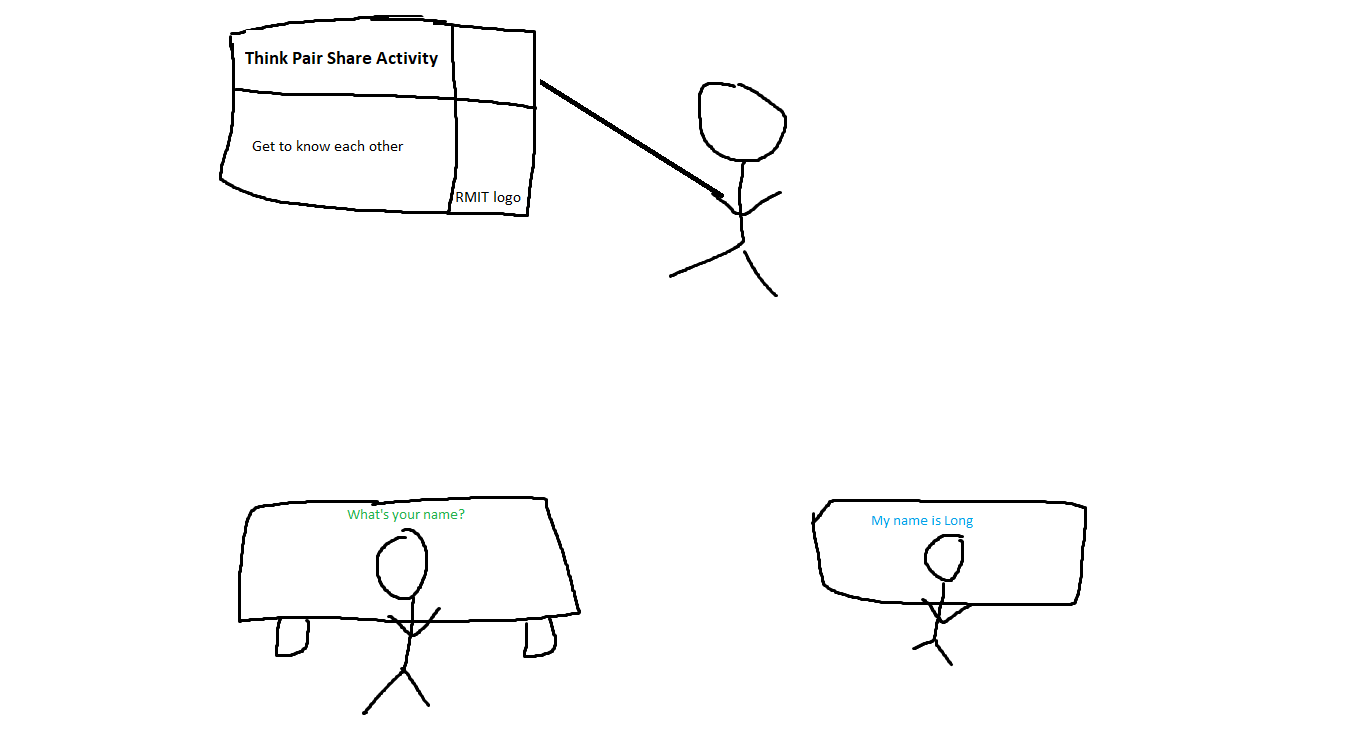 Think Pair Share Activity
Get to know each other
RMIT logo
What's your name?
My name is Long